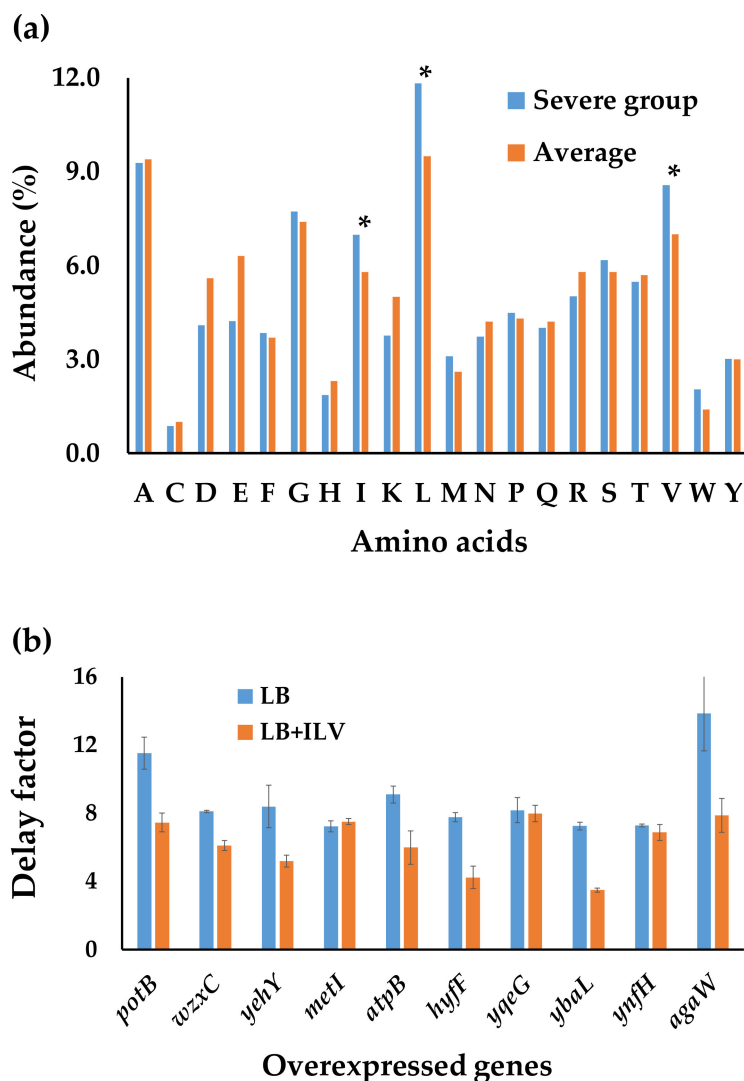 (a)
12.0
9.0
6.0
3.0
0.0
Abundance (%)
* * *
Severe group
Average
A C D E F G H I K L M N P Q R S T V W Y
Amino acids
(b)
16
12
8
4
0
Delay factor
LB
LB+ILV
potB wzxC yehY metI atpB hyfF yqeG ybaL ynfH agaW
Overexpressed genes